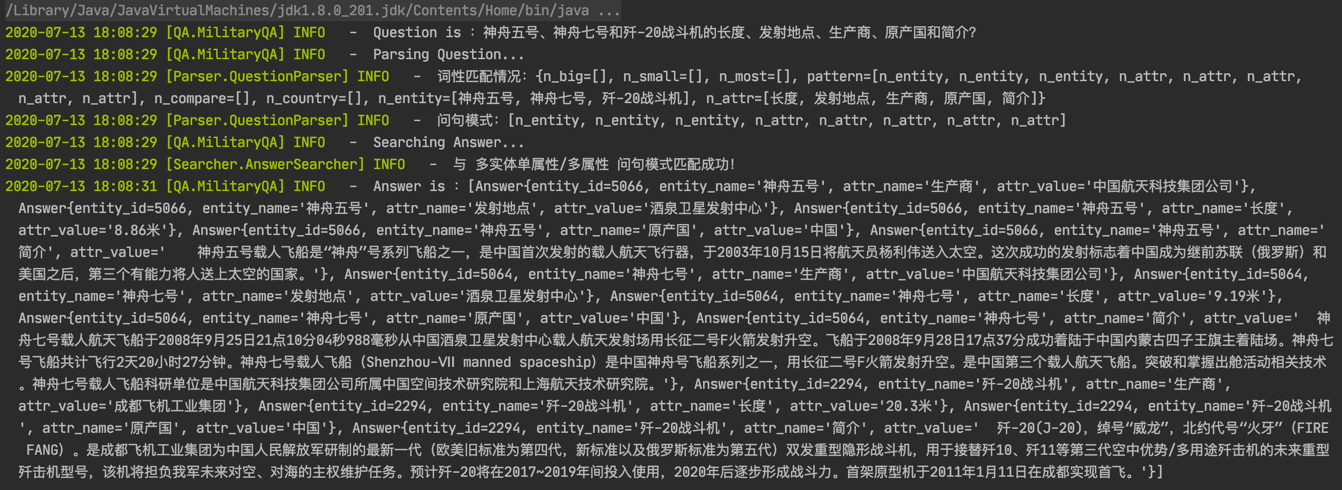 /Library/Java/JavaVirtualMachines/jdk1.8.0_201.jdk/Contents/Home/bin/java ...
2020-07-13 18:08:29 [QA.MilitaryQA] INFO   -  Question is : 神舟五号、神舟七号和歼-20战斗机的长度、发射地点、生产商、原产国和简介?
2020-07-13 18:08:29 [QA.MilitaryQA] INFO   -  Parsing Question...
2020-07-13 18:08:29 [Parser.QuestionParser] INFO   -  词性匹配情况: {n_big=[], n_small=[], n_most=[], pattern=[n_entity, n_entity, n_entity, n_attr, n_attr, n_attr,
n_attr, n_attr], n_compare=[], n_country=[], n_entity=[神舟五号, 神舟七号, 歼-20战斗机], n_attr=[长度, 发射地点, 生产商, 原产国, 简介]}
2020-07-13 18:08:29 [Parser.QuestionParser] INFO   -  问句模式: [n_entity, n_entity, n_entity, n_attr, n_attr, n_attr, n_attr, n_attr]
2020-07-13 18:08:29 [QA.MilitaryQA] INFO   -  Searching Answer...
2020-07-13 18:08:29 [Searcher.AnswerSearcher] INFO   -  与 多实体单属性/多属性 问句模式匹配成功!
2020-07-13 18:08:31 [QA.MilitaryQA] INFO   -  Answer is : [Answer{entity_id=5066, entity_name='神舟五号', attr_name='生产商', attr_value='中国航天科技集团公司'},
Answer{entity_id=5066, entity_name='神舟五号', attr_name='发射地点', attr_value='酒泉卫星发射中心'}, Answer{entity_id=5066, entity_name='神舟五号', attr_name='长度',
attr_value='8.86米'}, Answer{entity_id=5066, entity_name='神舟五号', attr_name='原产国', attr_value='中国'}, Answer{entity_id=5066, entity_name='神舟五号', attr_name='
简介', attr_value='    神舟五号载人飞船是“神舟”号系列飞船之一，是中国首次发射的载人航天飞行器，于2003年10月15日将航天员杨利伟送入太空。这次成功的发射标志着中国成为继前苏联（俄罗斯）和
美国之后，第三个有能力将人送上太空的国家。'}, Answer{entity_id=5064, entity_name='神舟七号', attr_name='生产商', attr_value='中国航天科技集团公司'}, Answer{entity_id=5064,
entity_name='神舟七号', attr_name='发射地点', attr_value='酒泉卫星发射中心'}, Answer{entity_id=5064, entity_name='神舟七号', attr_name='长度', attr_value='9.19米'},
Answer{entity_id=5064, entity_name='神舟七号', attr_name='原产国', attr_value='中国'}, Answer{entity_id=5064, entity_name='神舟七号', attr_name='简介', attr_value='  神
舟七号载人航天飞船于2008年9月25日21点10分04秒988毫秒从中国酒泉卫星发射中心载人航天发射场用长征二号F火箭发射升空。飞船于2008年9月28日17点37分成功着陆于中国内蒙古四子王旗主着陆场。神舟七
号飞船共计飞行2天20小时27分钟。神舟七号载人飞船（Shenzhou-Ⅶ manned spaceship）是中国神舟号飞船系列之一，用长征二号F火箭发射升空。是中国第三个载人航天飞船。突破和掌握出舱活动相关技术
。神舟七号载人飞船科研单位是中国航天科技集团公司所属中国空间技术研究院和上海航天技术研究院。'}, Answer{entity_id=2294, entity_name='歼-20战斗机', attr_name='生产商',
attr_value='成都飞机工业集团'}, Answer{entity_id=2294, entity_name='歼-20战斗机', attr_name='长度', attr_value='20.3米'}, Answer{entity_id=2294, entity_name='歼-20战斗机
', attr_name='原产国', attr_value='中国'}, Answer{entity_id=2294, entity_name='歼-20战斗机', attr_name='简介', attr_value='  歼-20(J-20)，绰号“威龙”，北约代号“火牙”（FIRE
FANG）。是成都飞机工业集团为中国人民解放军研制的最新一代（欧美旧标准为第四代，新标准以及俄罗斯标准为第五代）双发重型隐形战斗机，用于接替歼10、歼11等第三代空中优势/多用途歼击机的未来重型
歼击机型号，该机将担负我军未来对空、对海的主权维护任务。预计歼-20将在2017~2019年间投入使用，2020年后逐步形成战斗力。首架原型机于2011年1月11日在成都实现首飞。'}]